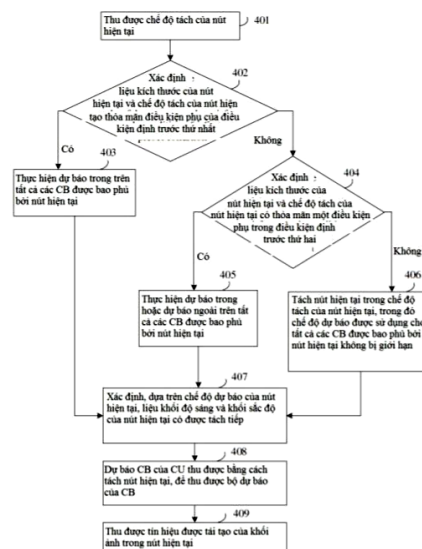 Thu được chế độ tách của nút
hiện tại
401
402
Xác định :
liệu kích thước của nút
hiện tại và chế độ tách của nút hiện
tạo thỏa mãn điều kiện phụ của điều
kiện định trước thứ nhất
Có
Không
403
Thực hiện dự báo trong trên
tất cả các CB được bao phủ
bởi nút hiện tại
404
Xác định :
liệu kích thước của
nút hiện tại và chế độ tách của
nút hiện tại có thỏa mãn một điều kiện
phụ trong điều kiện định
trước thứ hai
Có
Không
405
Thực hiện dự báo trong
hoặc dự báo ngoài trên tất
cả các CB được bao phủ
bởi nút hiện tại
406
Tách nút hiện tại trong chế độ
tách của nút hiện tại, trong đó
chế độ dự báo được sử dụng cho
tất cả các CB được bao phủ bởi
nút hiện tại không bị giới hạn
407
Xác định, dựa trên chế độ dự báo của nút
hiện tại, liệu khối độ sáng và khối sắc độ
của nút hiện tại có được tách tiếp
408
Dự báo CB của CU thu được bằng cách
tách nút hiện tại, để thu được bộ dự báo
của CB
409
Thu được tín hiệu được tái tạo của khối
ảnh trong nút hiện tại